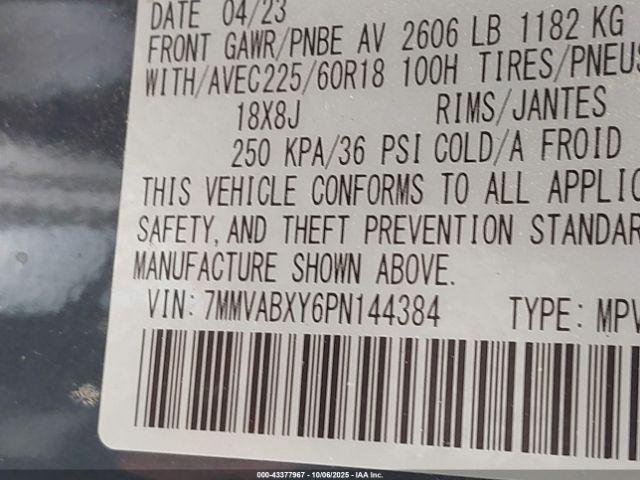 DATE 04/23
FRONT GAWR/PNBE AV 2606 LB 1182 KG
WITH/AVEC225/60R18 100H TIRES/PNEUS
18X8J RIMS/JANTES
250 KPA/36 PSI COLD/A FROID
THIS VEHICLE CONFORMS TO ALL APPLIC
SAFETY, AND THEFT PREVENTION STANDAR
MANUFACTURE SHOWN ABOVE.
VIN: 7MMVABXY6PN144384 TYPE: MPV
000-43377967 - 10/06/2025 - IAA Inc.